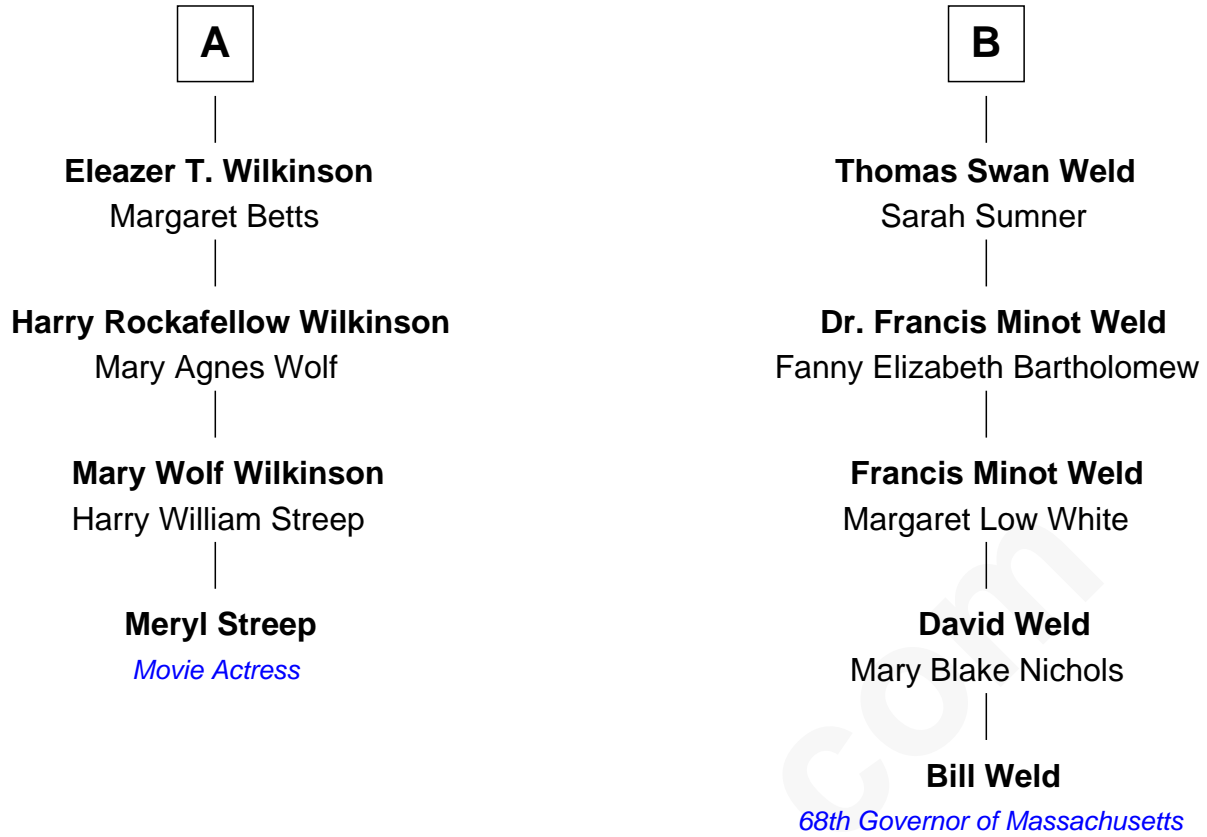 A
Eleazer T. Wilkinson
Margaret Betts
Harry Rockafellow Wilkinson
Mary Agnes Wolf
Mary Wolf Wilkinson
Harry William Streep
Meryl Streep
Movie Actress
B
Thomas Swan Weld
Sarah Sumner
Dr. Francis Minot Weld
Fanny Elizabeth Bartholomew
Francis Minot Weld
Margaret Low White
David Weld
Mary Blake Nichols
Bill Weld
68th Governor of Massachusetts
com